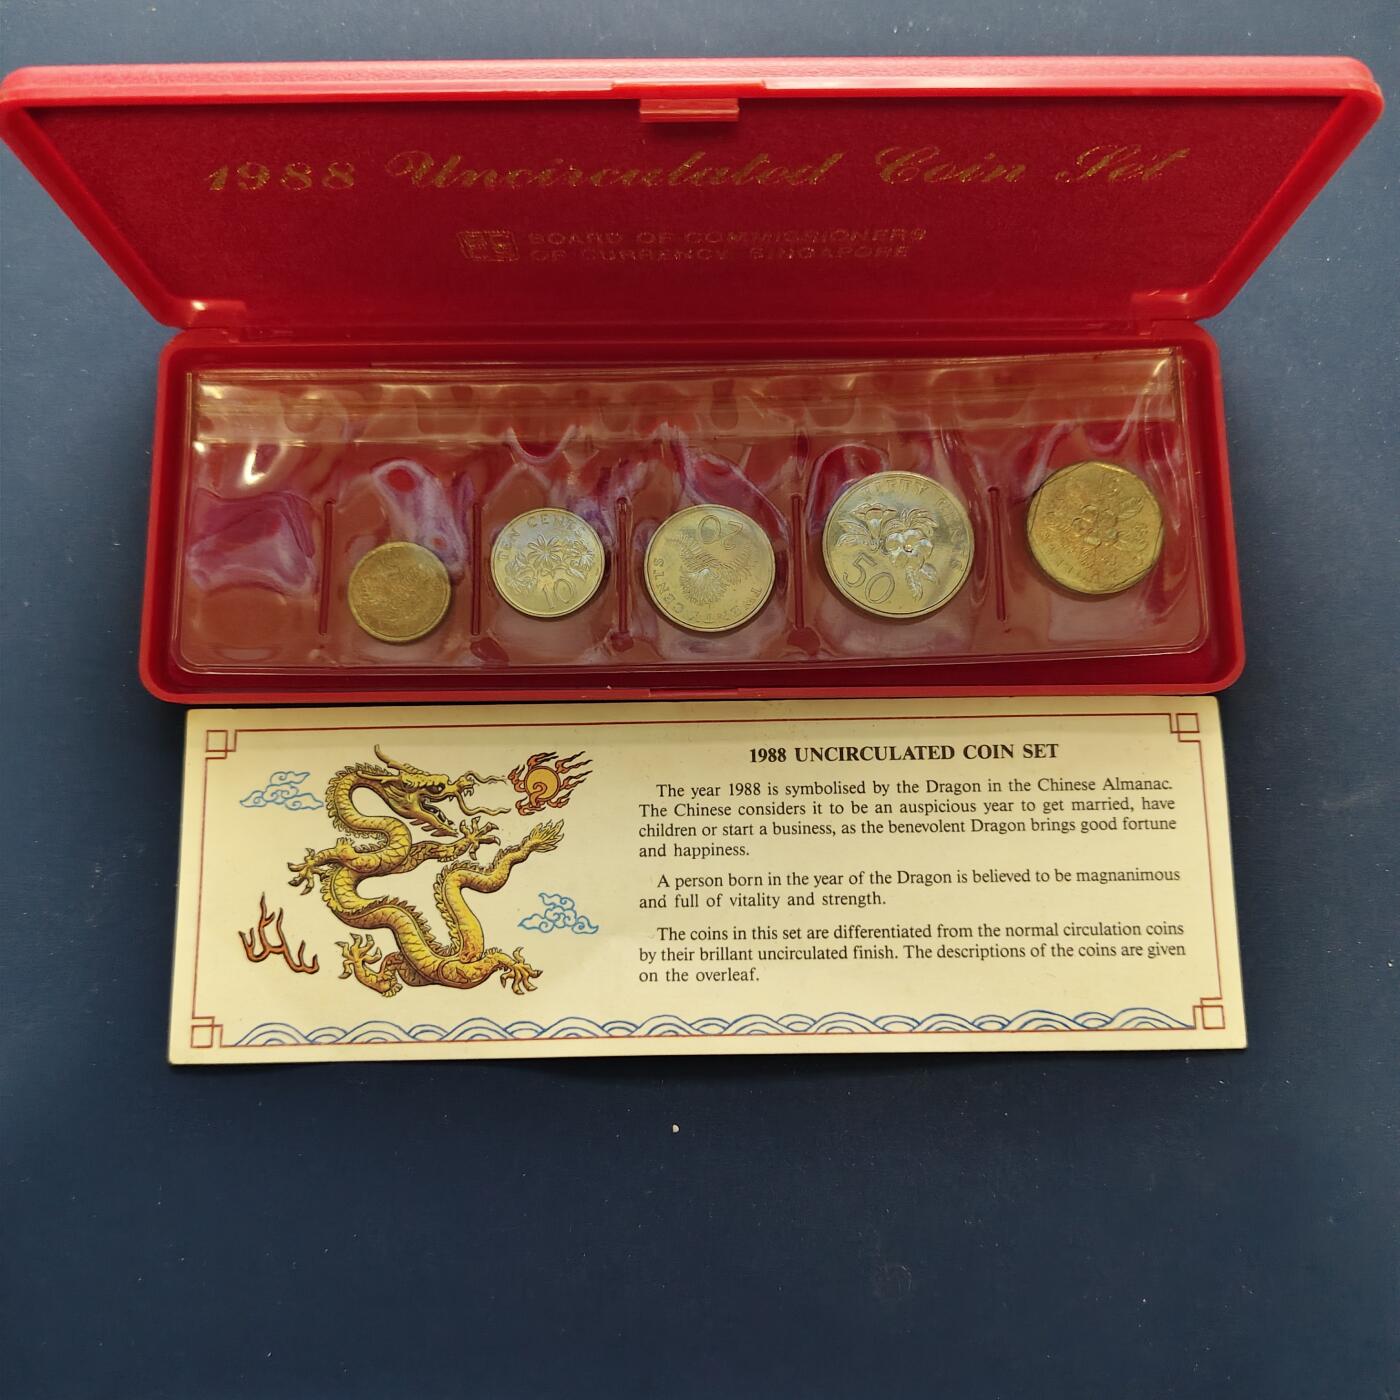 1988 Uncirculated Coin Set
BOARD OF COMMISSIONERS
OF CURRENCY, SINGAPORE
TEN CENTS
10
20
TWENTY CENTS
FIFTY CENTS
50
1988 UNCIRCULATED COIN SET
The year 1988 is symbolised by the Dragon in the Chinese Almanac.
The Chinese considers it to be an auspicious year to get married, have
children or start a business, as the benevolent Dragon brings good fortune
and happiness.
A person born in the year of the Dragon is believed to be magnanimous
and full of vitality and strength.
The coins in this set are differentiated from the normal circulation coins
by their brillant uncirculated finish. The descriptions of the coins are given
on the overleaf.